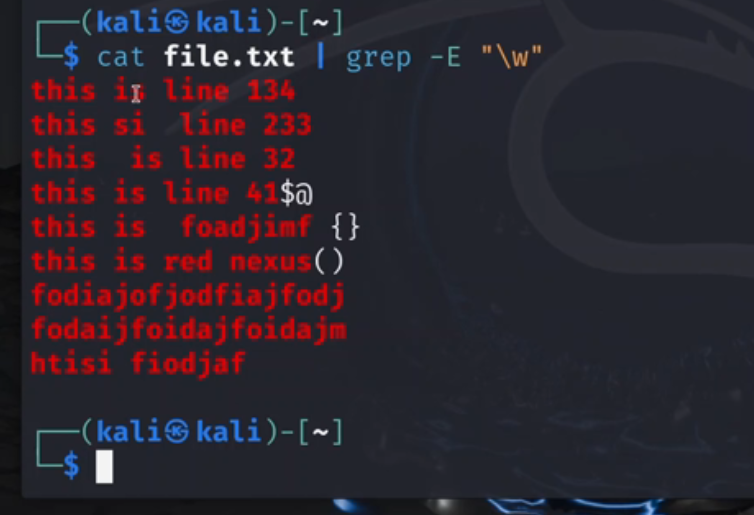 ┌──(kali㉿kali)-[~]
└─$ cat file.txt | grep -E "\w"
this is line 134
this si  line 233
this  is line 32
this is line 41$@
this is  foadjimf {}
this is red nexus()
fodiajofjodfiajfodj
fodaijfoidajfoidajm
htisi fiodjaf
┌──(kali㉿kali)-[~]
└─$